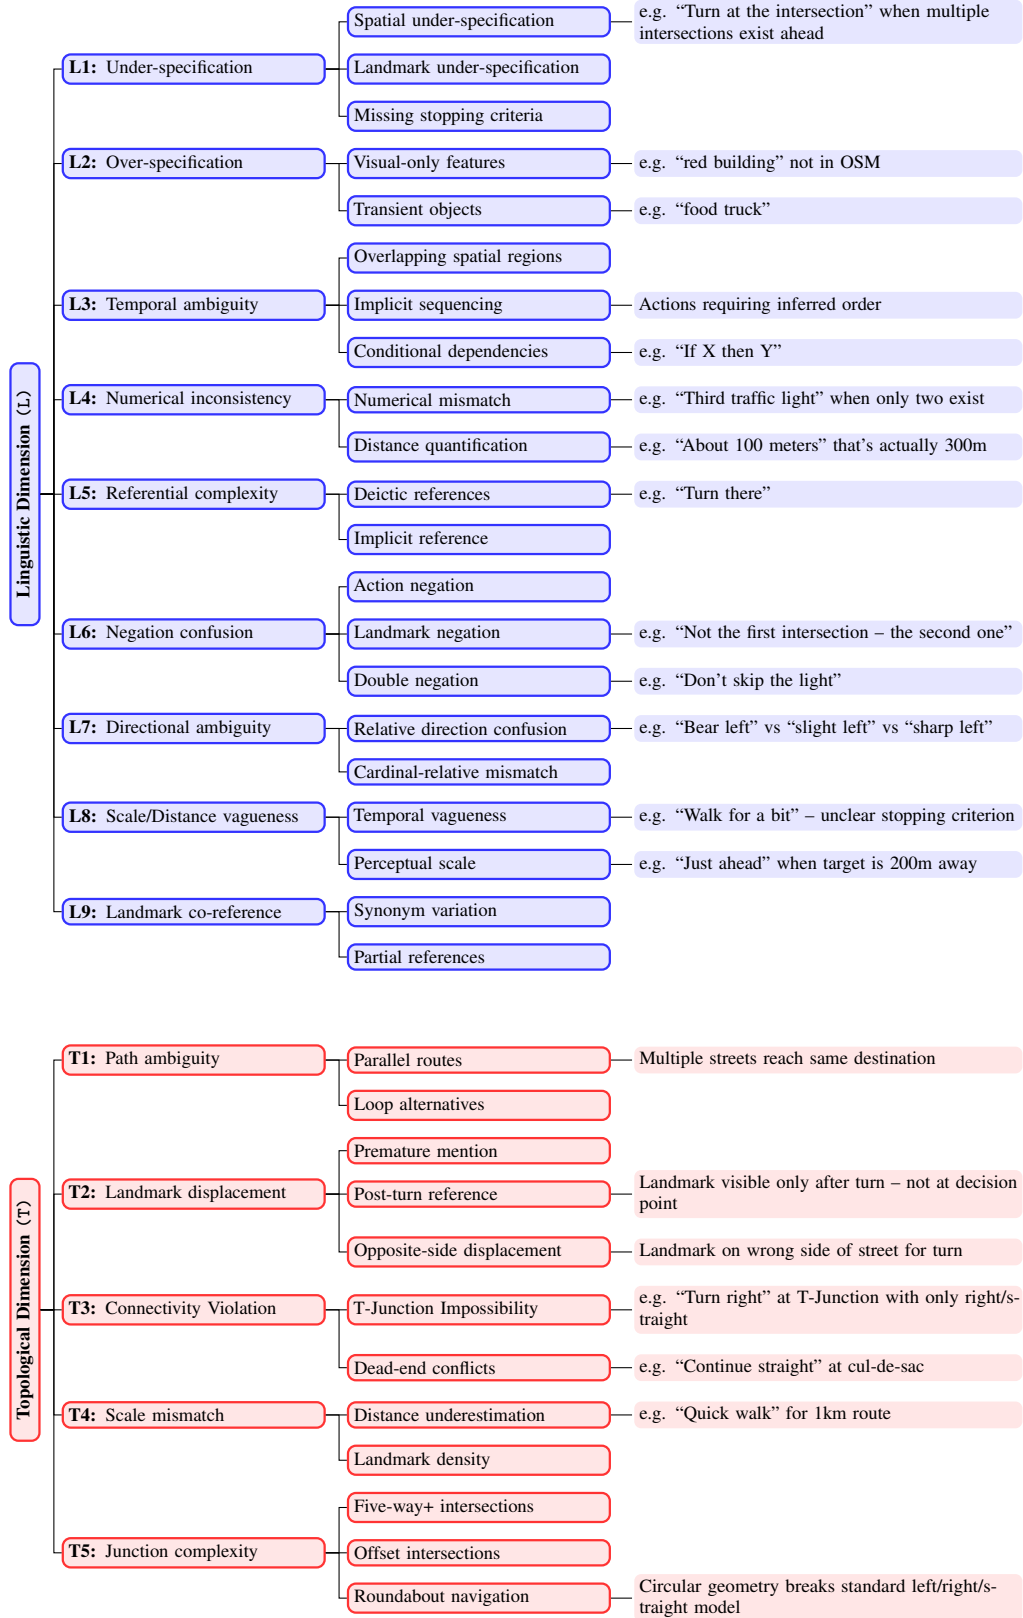 Linguistic Dimension (L)
L1: Under-specification
Spatial under-specification
e.g. “Turn at the intersection” when multiple
intersections exist ahead
Landmark under-specification
Missing stopping criteria
L2: Over-specification
Visual-only features
e.g. “red building” not in OSM
Transient objects
e.g. “food truck”
L3: Temporal ambiguity
Overlapping spatial regions
Implicit sequencing
Actions requiring inferred order
Conditional dependencies
e.g. “If X then Y”
L4: Numerical inconsistency
Numerical mismatch
e.g. “Third traffic light” when only two exist
Distance quantification
e.g. “About 100 meters” that’s actually 300m
L5: Referential complexity
Deictic references
e.g. “Turn there”
Implicit reference
L6: Negation confusion
Action negation
Landmark negation
e.g. “Not the first intersection – the second one”
Double negation
e.g. “Don’t skip the light”
L7: Directional ambiguity
Relative direction confusion
e.g. “Bear left” vs “slight left” vs “sharp left”
Cardinal-relative mismatch
L8: Scale/Distance vagueness
Temporal vagueness
e.g. “Walk for a bit” – unclear stopping criterion
Perceptual scale
e.g. “Just ahead” when target is 200m away
L9: Landmark co-reference
Synonym variation
Partial references
Topological Dimension (T)
T1: Path ambiguity
Parallel routes
Multiple streets reach same destination
Loop alternatives
T2: Landmark displacement
Premature mention
Post-turn reference
Landmark visible only after turn – not at decision
point
Opposite-side displacement
Landmark on wrong side of street for turn
T3: Connectivity Violation
T-Junction Impossibility
e.g. “Turn right” at T-Junction with only right/s-
traight
Dead-end conflicts
e.g. “Continue straight” at cul-de-sac
T4: Scale mismatch
Distance underestimation
e.g. “Quick walk” for 1km route
Landmark density
T5: Junction complexity
Five-way+ intersections
Offset intersections
Roundabout navigation
Circular geometry breaks standard left/right/s-
traight model